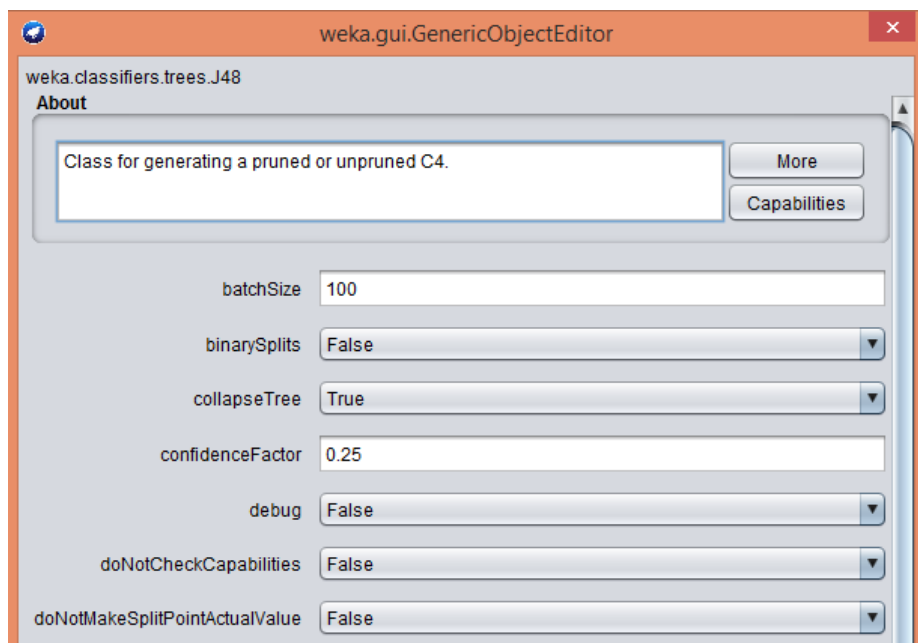 weka.gui.GenericObjectEditor
weka.classifiers.trees.J48
About
Class for generating a pruned or unpruned C4.
More
Capabilities
batchSize 100
binarySplits False
collapseTree True
confidenceFactor 0.25
debug False
doNotCheckCapabilities False
doNotMakeSplitPointActualValue False